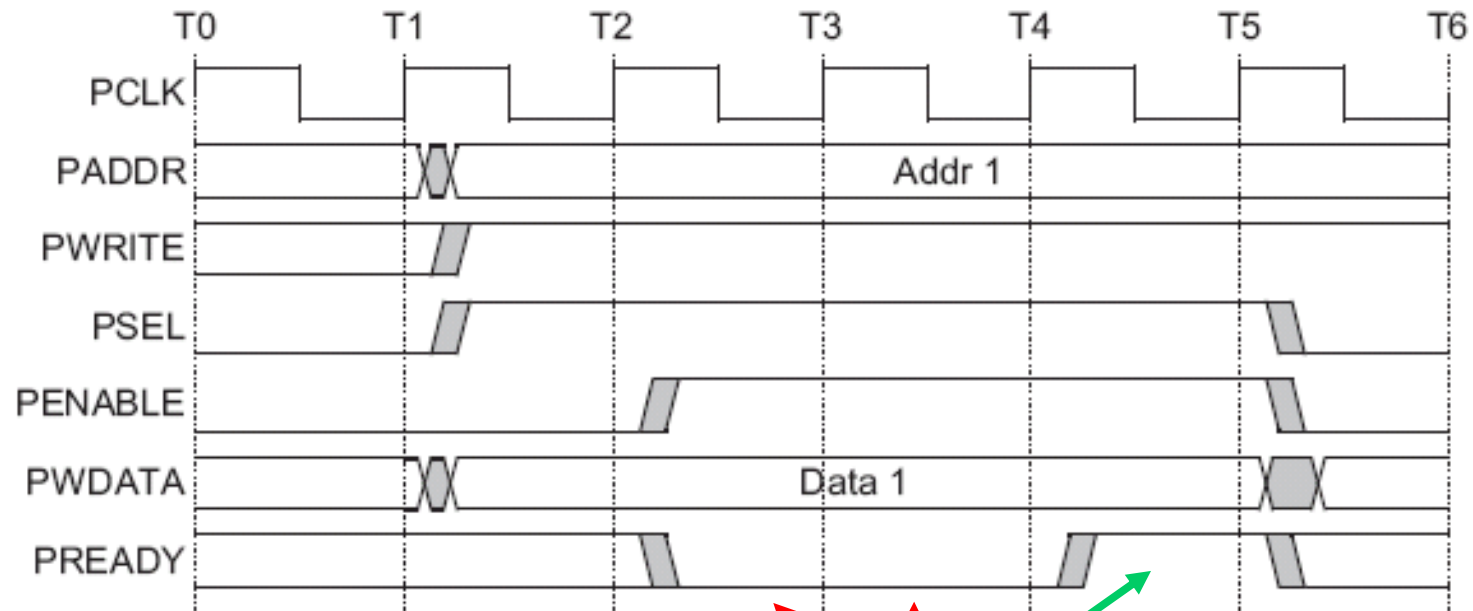 T0 T1 T2 T3 T4 T5 T6
PCLK
PADDR Addr 1
PWRITE
PSEL
PENABLE
PWDATA Data 1
PREADY